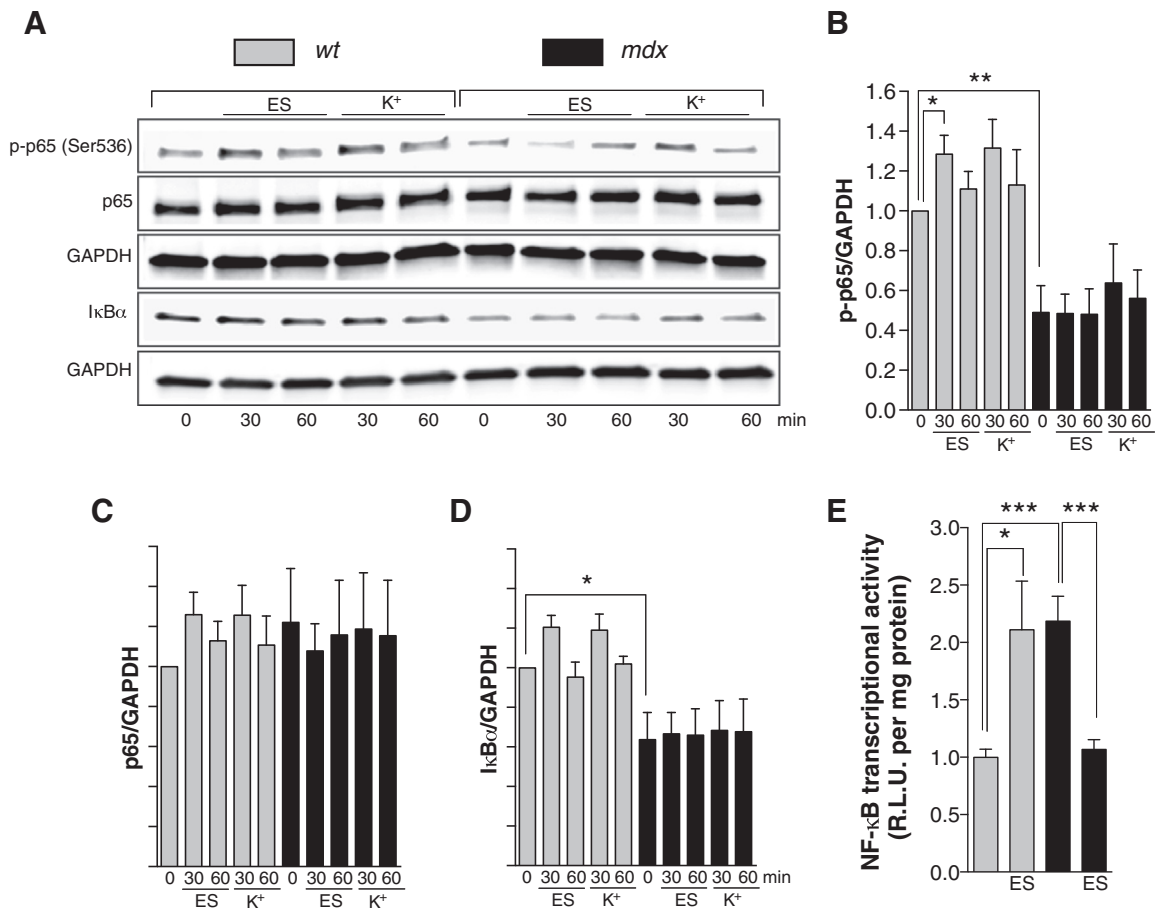 A
wt
mdx
ES
K+
ES
K+
p-p65 (Ser536)
p65
GAPDH
IκBα
GAPDH
0 30 60 30 60 0 30 60 30 60 min
B
**
*
p-p65/GAPDH
1.6
1.4
1.2
1.0
0.8
0.6
0.4
0.2
0.0
0 30 60 30 60 0 30 60 30 60
ES K+ ES K+
C
p65/GAPDH
0 30 60 30 60 0 30 60 30 60
ES K+ ES K+
D
*
IκBα/GAPDH
0 30 60 30 60 0 30 60 30 60 min
ES K+ ES K+
E
*** ***
*
NF-κB transcriptional activity
(R.L.U. per mg protein)
3.0
2.5
2.0
1.5
1.0
0.5
0.0
ES ES